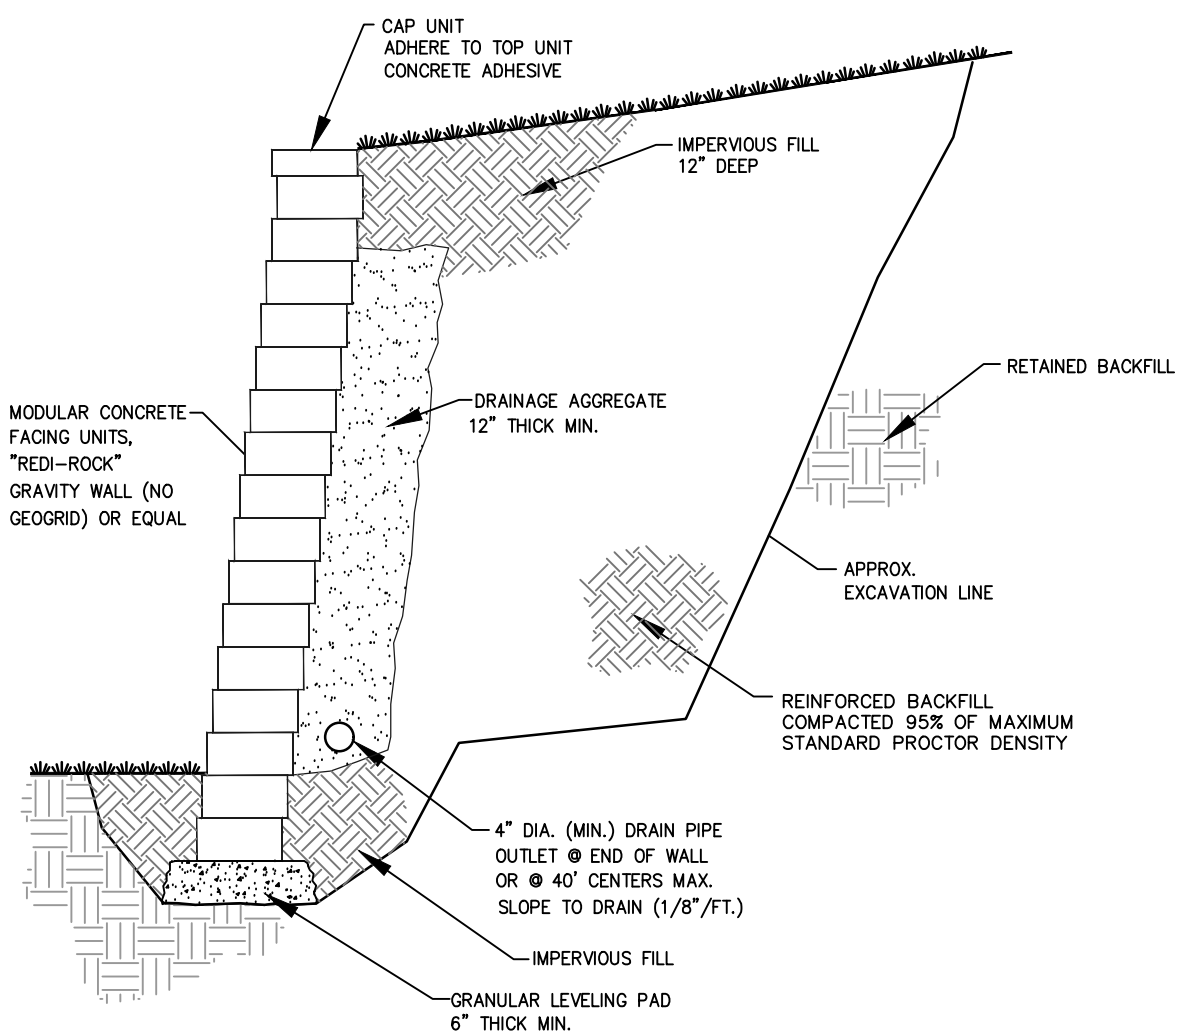 CAP UNIT
ADHERE TO TOP UNIT
CONCRETE ADHESIVE
IMPERVIOUS FILL
12" DEEP
RETAINED BACKFILL
DRAINAGE AGGREGATE
12" THICK MIN.
MODULAR CONCRETE
FACING UNITS,
"REDI-ROCK"
GRAVITY WALL (NO
GEOGRID) OR EQUAL
APPROX.
EXCAVATION LINE
REINFORCED BACKFILL
COMPACTED 95% OF MAXIMUM
STANDARD PROCTOR DENSITY
4" DIA. (MIN.) DRAIN PIPE
OUTLET @ END OF WALL
OR @ 40' CENTERS MAX.
SLOPE TO DRAIN (1/8"/FT.)
IMPERVIOUS FILL
GRANULAR LEVELING PAD
6" THICK MIN.